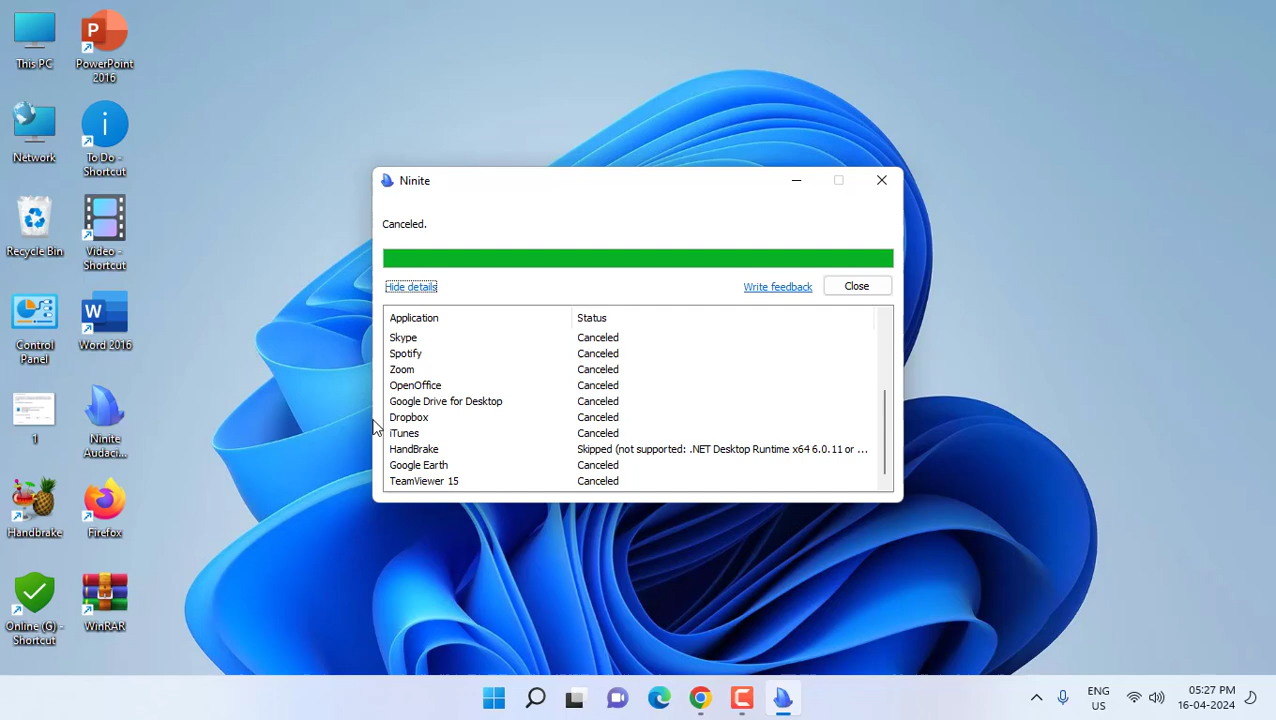 This PC
PowerPoint
2016
Network
To Do -
Shortcut
Recycle Bin
Video -
Shortcut
Control
Panel
Word 2016
1
Ninite
Audaci...
Handbrake
Firefox
Online (G) -
Shortcut
WinRAR
Ninite
Canceled.
Hide details
Write feedback
Close
Application Status
Skype Canceled
Spotify Canceled
Zoom Canceled
OpenOffice Canceled
Google Drive for Desktop Canceled
Dropbox Canceled
iTunes Canceled
HandBrake Skipped (not supported: .NET Desktop Runtime x64 6.0.11 or ...
Google Earth Canceled
TeamViewer 15 Canceled
ENG
US
05:27 PM
16-04-2024